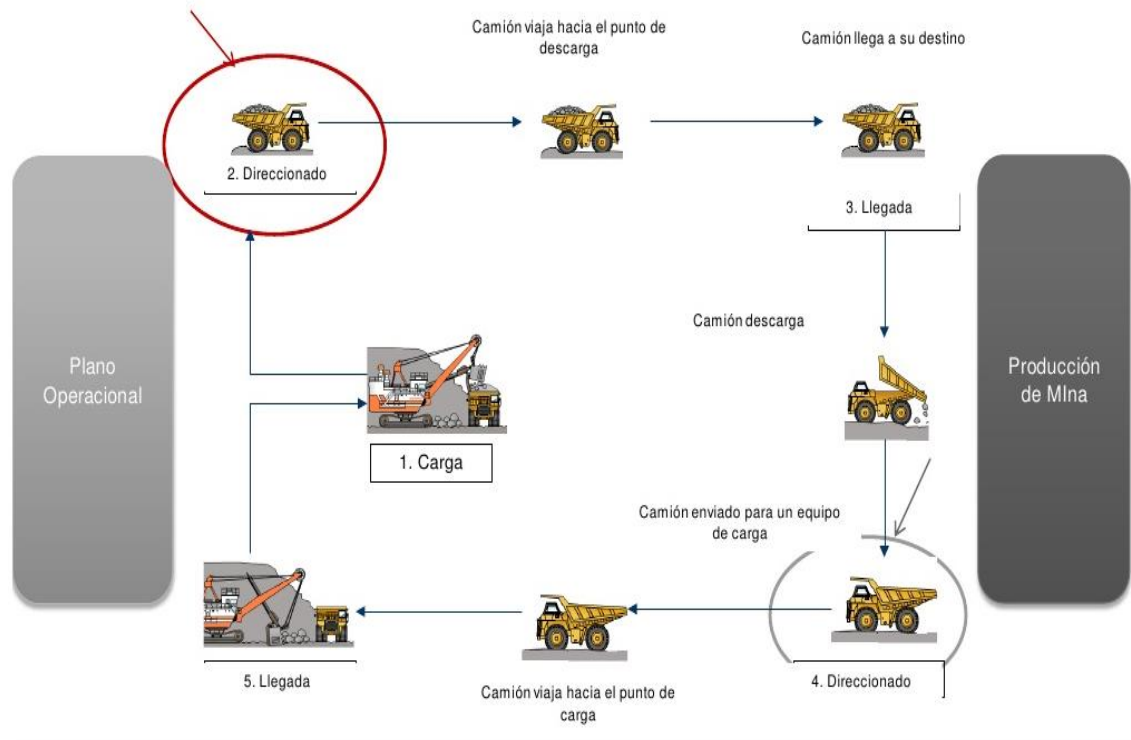 Camión viaja hacia el punto de
descarga
Camión llega a su destino
2. Direccionado
3. Llegada
Camión descarga
Plano
Operacional
Producción
de MIna
1. Carga
Camión enviado para un equipo
de carga
5. Llegada
Camión viaja hacia el punto de
carga
4. Direccionado